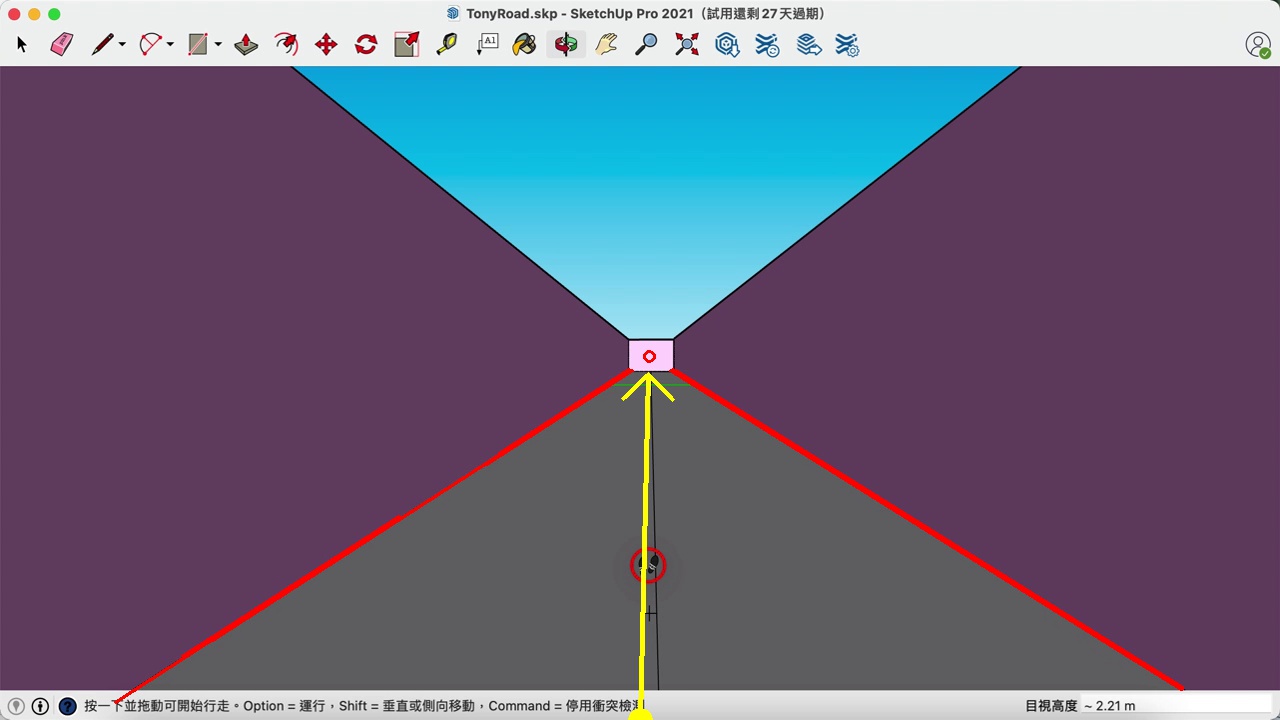 TonyRoad.skp - SketchUp Pro 2021（試用還剩 27 天過期）
A1
按一下並拖動可開始行走。Option = 運行，Shift = 垂直或側向移動，Command = 停用衝突檢測
目視高度 ~ 2.21 m